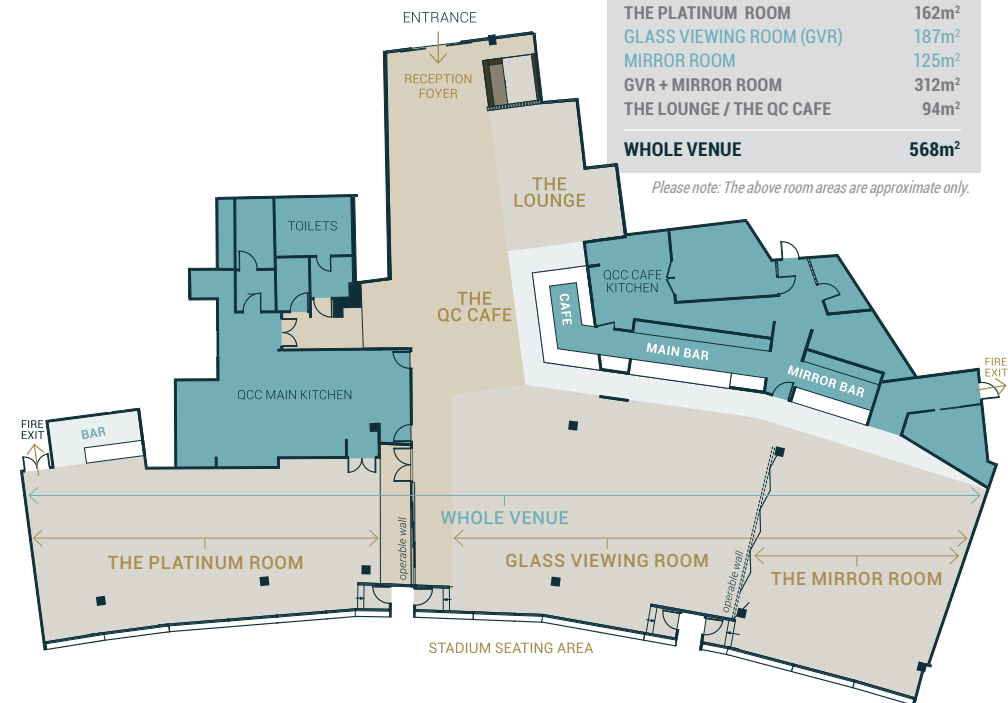 ENTRANCE
RECEPTION
FOYER
THE PLATINUM ROOM 162m²
GLASS VIEWING ROOM (GVR) 187m²
MIRROR ROOM 125m²
GVR + MIRROR ROOM 312m²
THE LOUNGE / THE QC CAFE 94m²
WHOLE VENUE 568m²
Please note: The above room areas are approximate only.
THE
LOUNGE
TOILETS
QCC CAFE
KITCHEN
THE
QC CAFE
CAFE
MAIN BAR
MIRROR BAR
FIRE
EXIT
QCC MAIN KITCHEN
FIRE
EXIT
BAR
WHOLE VENUE
operable wall
THE PLATINUM ROOM
GLASS VIEWING ROOM
operable wall
THE MIRROR ROOM
STADIUM SEATING AREA